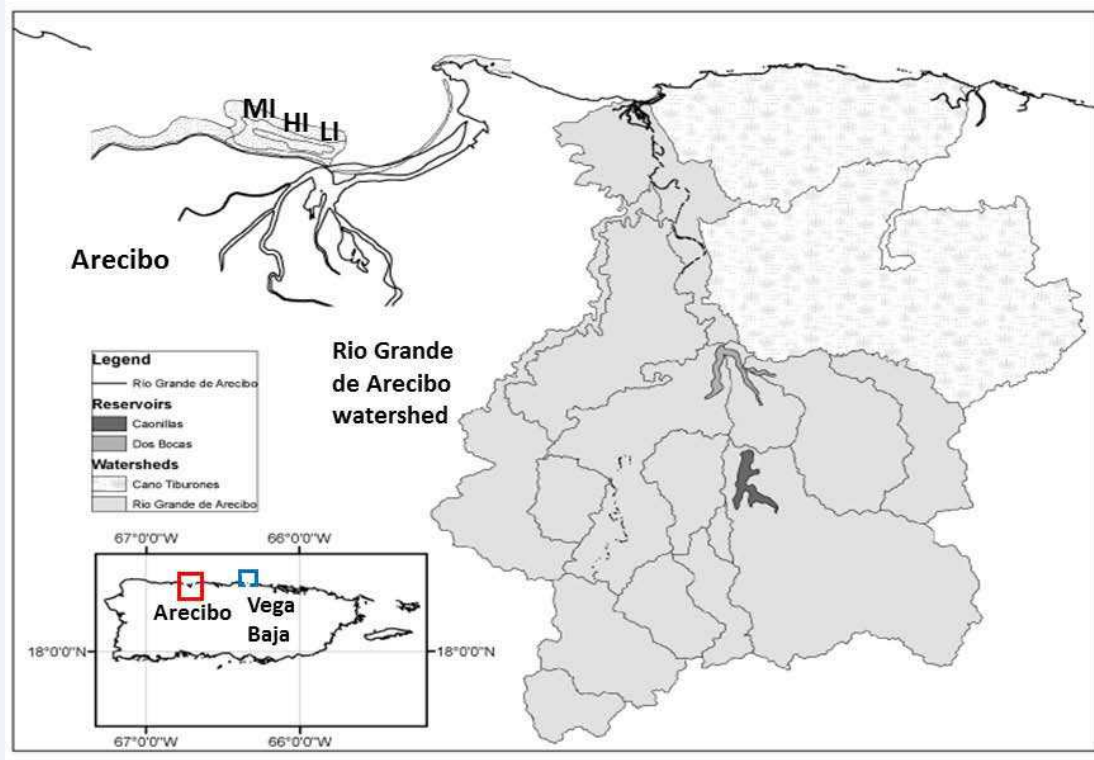 MI
HI
LI
Arecibo
Rio Grande
de Arecibo
watershed
Legend
Rio Grande de Arecibo
Reservoirs
Caonillas
Dos Bocas
Watersheds
Cano Tiburones
Rio Grande de Arecibo
67°0'0"W
66°0'0"W
Arecibo
Vega
Baja
18°0'0"N
18°0'0"N
67°0'0"W
66°0'0"W